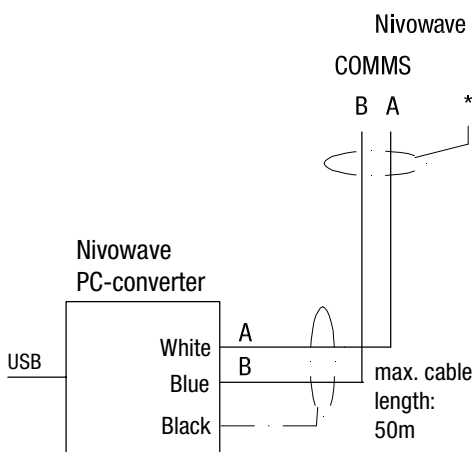 Nivowave
COMMS
B A *
Nivowave
PC-converter
USB
White A
Blue B
Black
max. cable
length:
50m